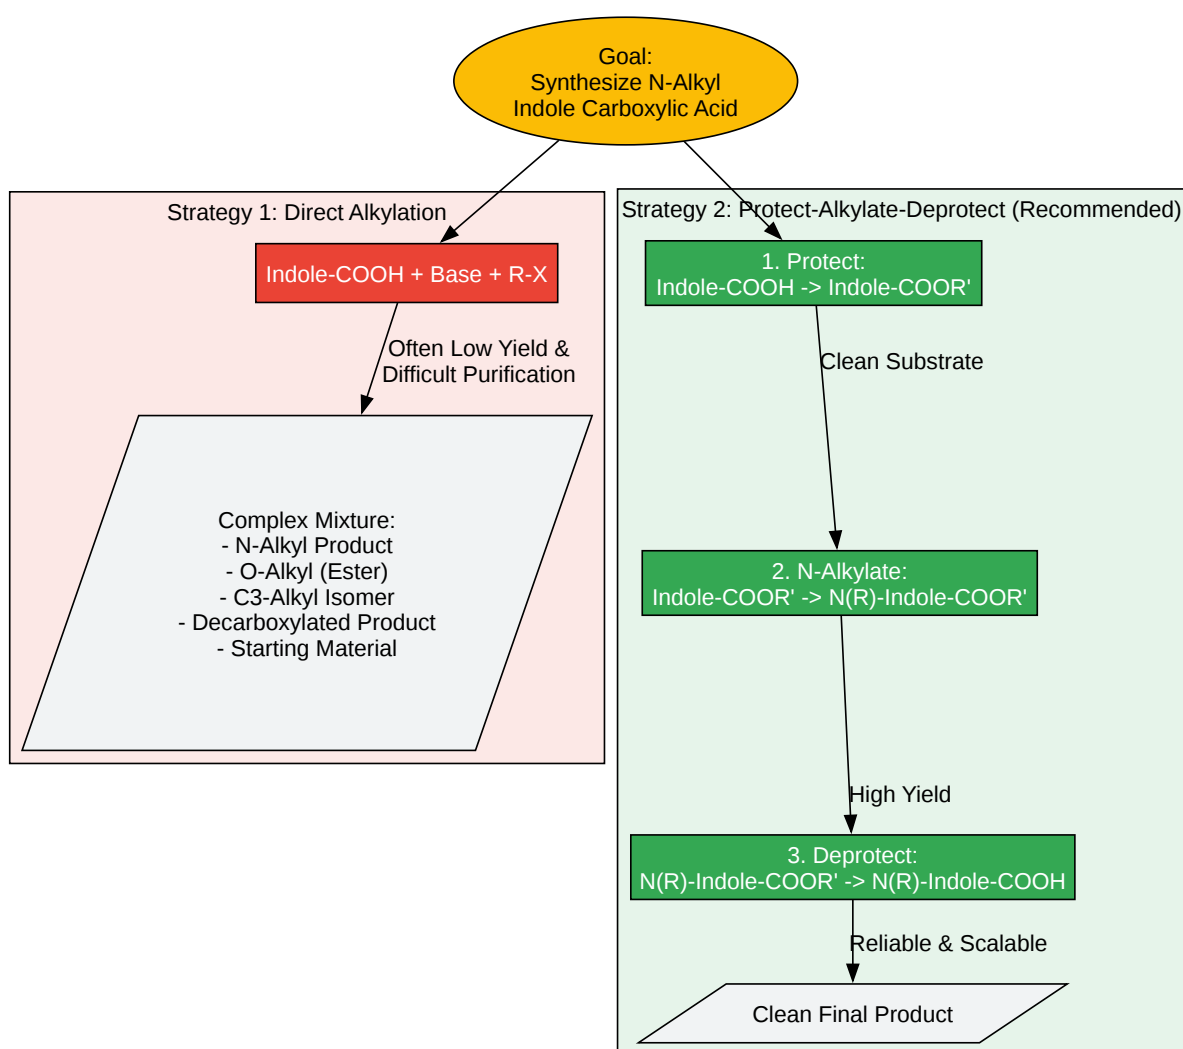 Goal:
Synthesize N-Alkyl
Indole Carboxylic Acid
Strategy 1: Direct Alkylation
Indole-COOH + Base + R-X
Often Low Yield &
Difficult Purification
Complex Mixture:
- N-Alkyl Product
- O-Alkyl (Ester)
- C3-Alkyl Isomer
- Decarboxylated Product
- Starting Material
Strategy 2: Protect-Alkylate-Deprotect (Recommended)
1. Protect:
Indole-COOH -> Indole-COOR'
Clean Substrate
2. N-Alkylate:
Indole-COOR' -> N(R)-Indole-COOR'
High Yield
3. Deprotect:
N(R)-Indole-COOR' -> N(R)-Indole-COOH
Reliable & Scalable
Clean Final Product